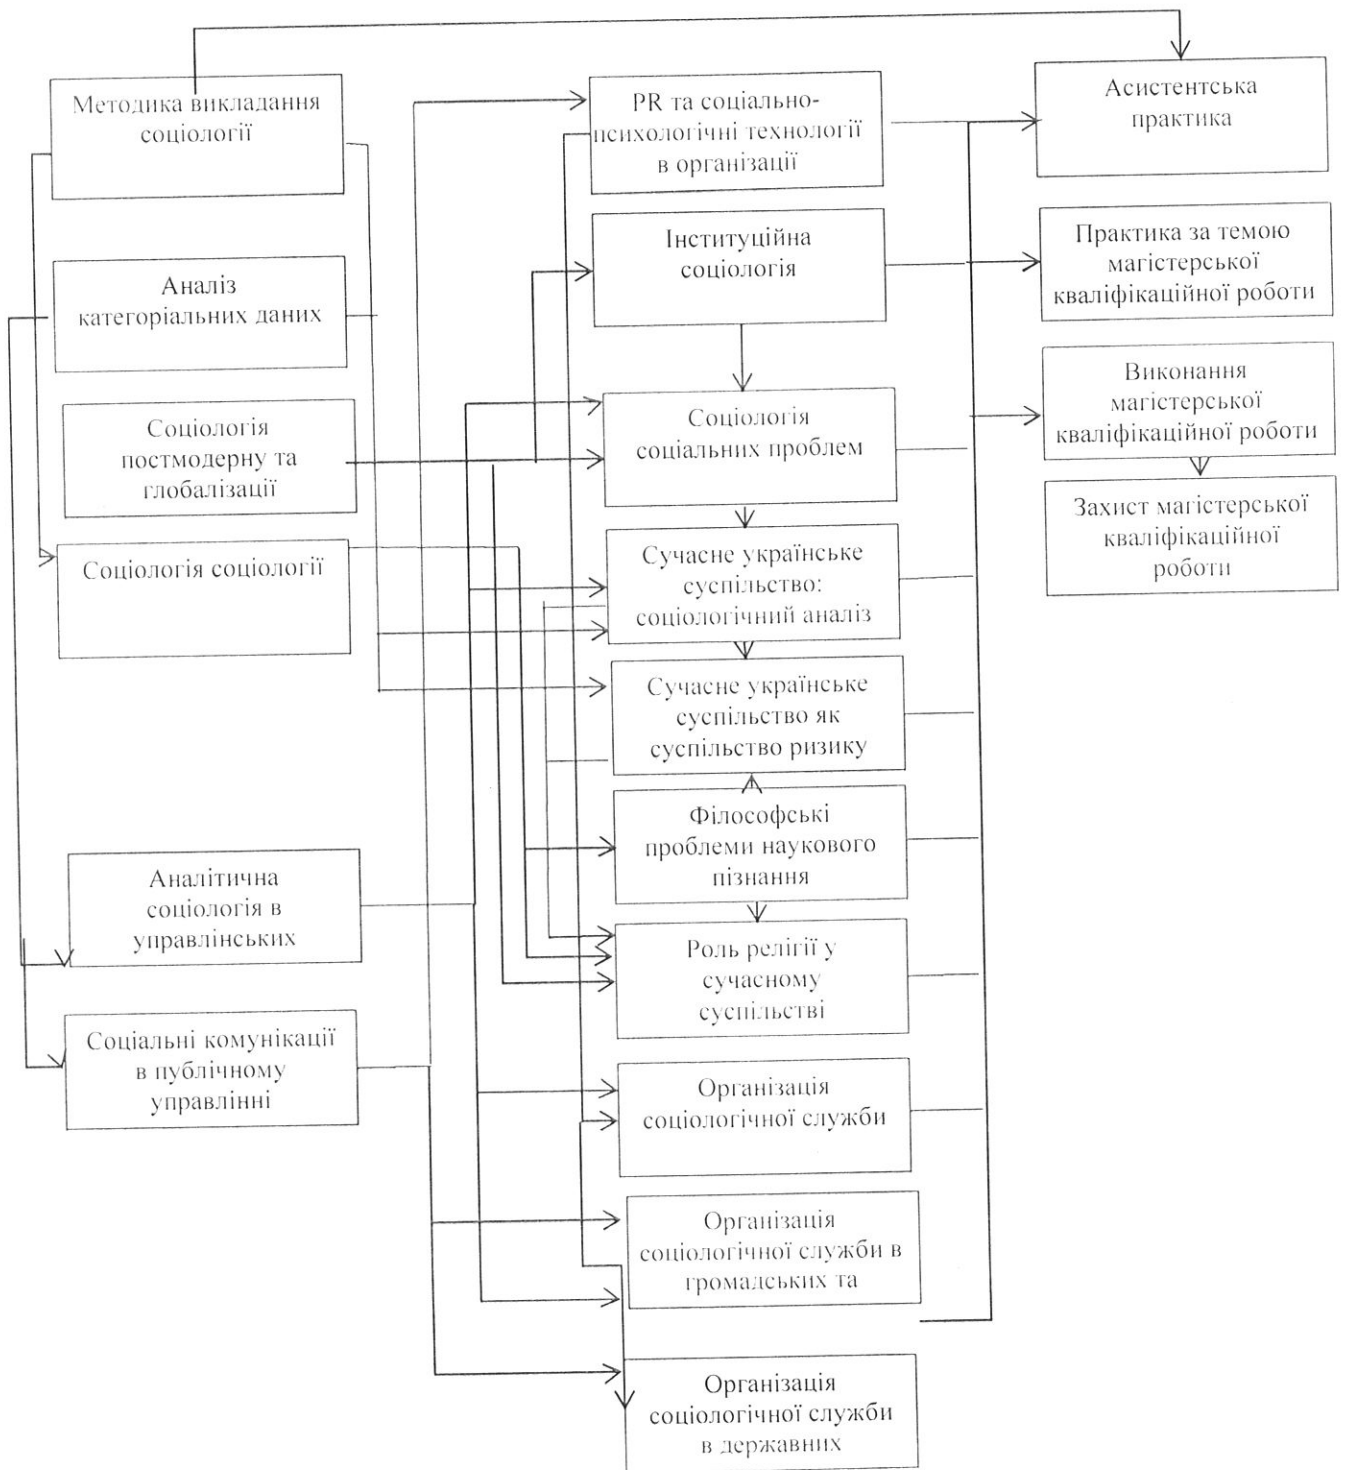 Методика викладання
соціології
Аналіз
категоріальних даних
Соціологія
постмодерну та
глобалізації
Соціологія соціології
Аналітична
соціологія в
управлінських
Соціальні комунікації
в публічному
управлінні
PR та соціально-
психологічні технології
в організації
Інституційна
соціологія
Соціологія
соціальних проблем
Сучасне українське
суспільство:
соціологічний аналіз
Сучасне українське
суспільство як
суспільство ризику
Філософські
проблеми наукового
пізнання
Роль релігії у
сучасному
суспільстві
Організація
соціологічної служби
Організація
соціологічної служби в
громадських та
Організація
соціологічної служби
в державних
Асистентська
практика
Практика за темою
магістерської
кваліфікаційної роботи
Виконання
магістерської
кваліфікаційної роботи
Захист магістерської
кваліфікаційної
роботи